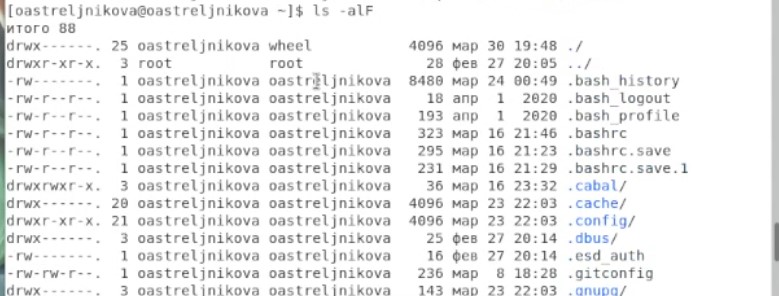 [oastreljnikova@oastreljnikova ~]$ ls -alF
итого 88
drwx------. 25 oastreljnikova wheel 4096 мар 30 19:48 ./
drwxr-xr-x. 3 root root 28 фев 27 20:05 ../
-rw-------. 1 oastreljnikova oastreljnikova 8480 мар 24 00:49 .bash_history
-rw-r--r--. 1 oastreljnikova oastreljnikova 18 апр 1 2020 .bash_logout
-rw-r--r--. 1 oastreljnikova oastreljnikova 193 апр 1 2020 .bash_profile
-rw-r--r--. 1 oastreljnikova oastreljnikova 323 мар 16 21:46 .bashrc
-rw-r--r--. 1 oastreljnikova oastreljnikova 295 мар 16 21:23 .bashrc.save
-rw-r--r--. 1 oastreljnikova oastreljnikova 231 мар 16 21:29 .bashrc.save.1
drwxrwxr-x. 3 oastreljnikova oastreljnikova 36 мар 16 23:32 .cabal/
drwx------. 20 oastreljnikova oastreljnikova 4096 мар 23 22:03 .cache/
drwxr-xr-x. 21 oastreljnikova oastreljnikova 4096 мар 23 22:03 .config/
drwx------. 3 oastreljnikova oastreljnikova 25 фев 27 20:14 .dbus/
-rw-------. 1 oastreljnikova oastreljnikova 16 фев 27 20:14 .esd_auth
-rw-rw-r--. 1 oastreljnikova oastreljnikova 236 мар 8 18:28 .gitconfig
drwx------. 3 oastreljnikova oastreljnikova 143 мар 23 22:03 .gnupg/